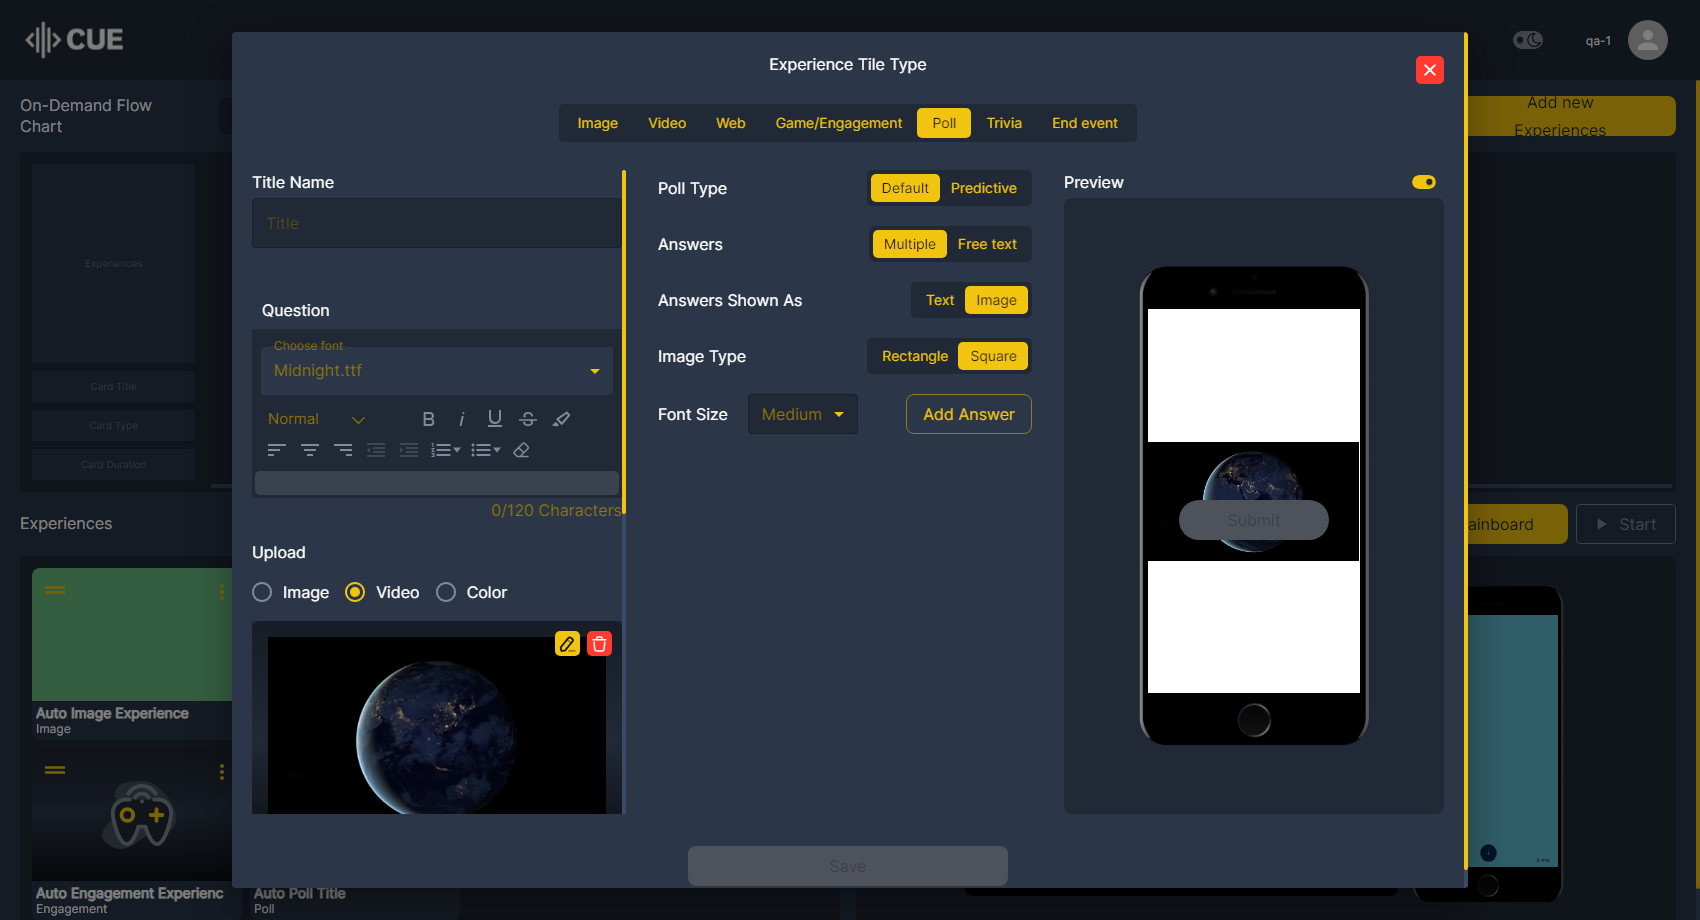 CUE
Experience Tile Type
qa-1
Image
Video
Web
Game/Engagement
Poll
Trivia
End event
On-Demand Flow
Chart
Add new
Experiences
Title Name
Title
Poll Type
Default
Predictive
Preview
Answers
Multiple
Free text
Experiences
Answers Shown As
Text
Image
Question
Choose font
Midnight.ttf
Image Type
Rectangle
Square
Card Title
Card Type
Card Duration
Normal
Font Size
Medium
Add Answer
0/120 Characters
Experiences
ainboard
Start
Submit
Upload
Image
Video
Color
Auto Image Experience
Image
Save
Auto Engagement Experienc
Engagement
Auto Poll Title
Poll